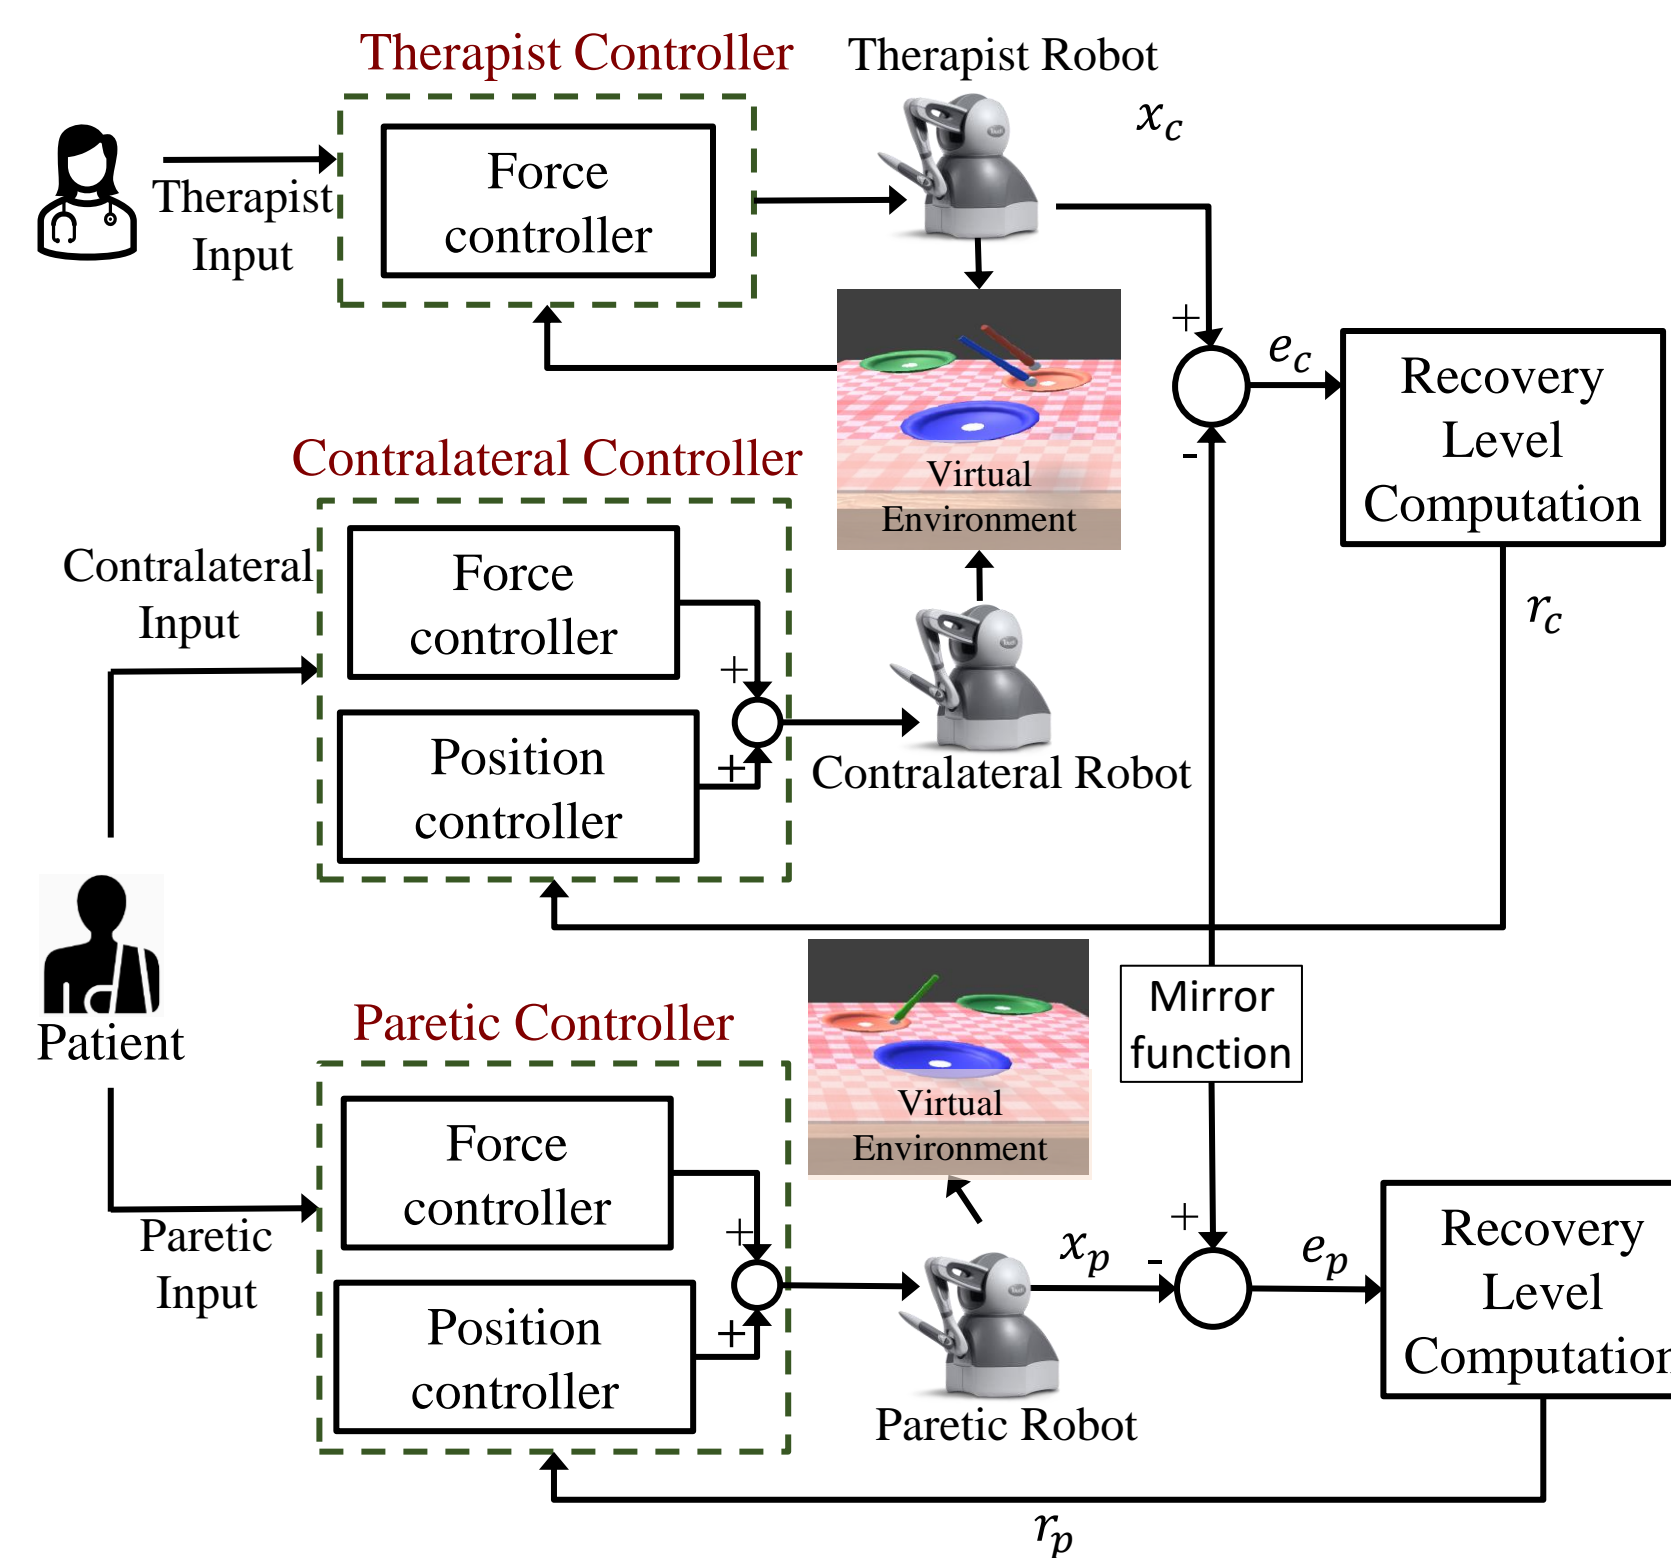 Therapist Controller
Therapist Robot
x_c
Force
controller
Therapist
Input
+
e_c
Recovery
Level
Computation
-
Virtual
Environment
Contralateral Controller
Contralateral
Input
Force
controller
+
r_c
Position
controller
+
Contralateral Robot
Mirror
function
Patient
Paretic Controller
Virtual
Environment
Force
controller
+
Paretic
Input
x_p
-
+
e_p
Recovery
Level
Computation
Position
controller
+
Paretic Robot
r_p